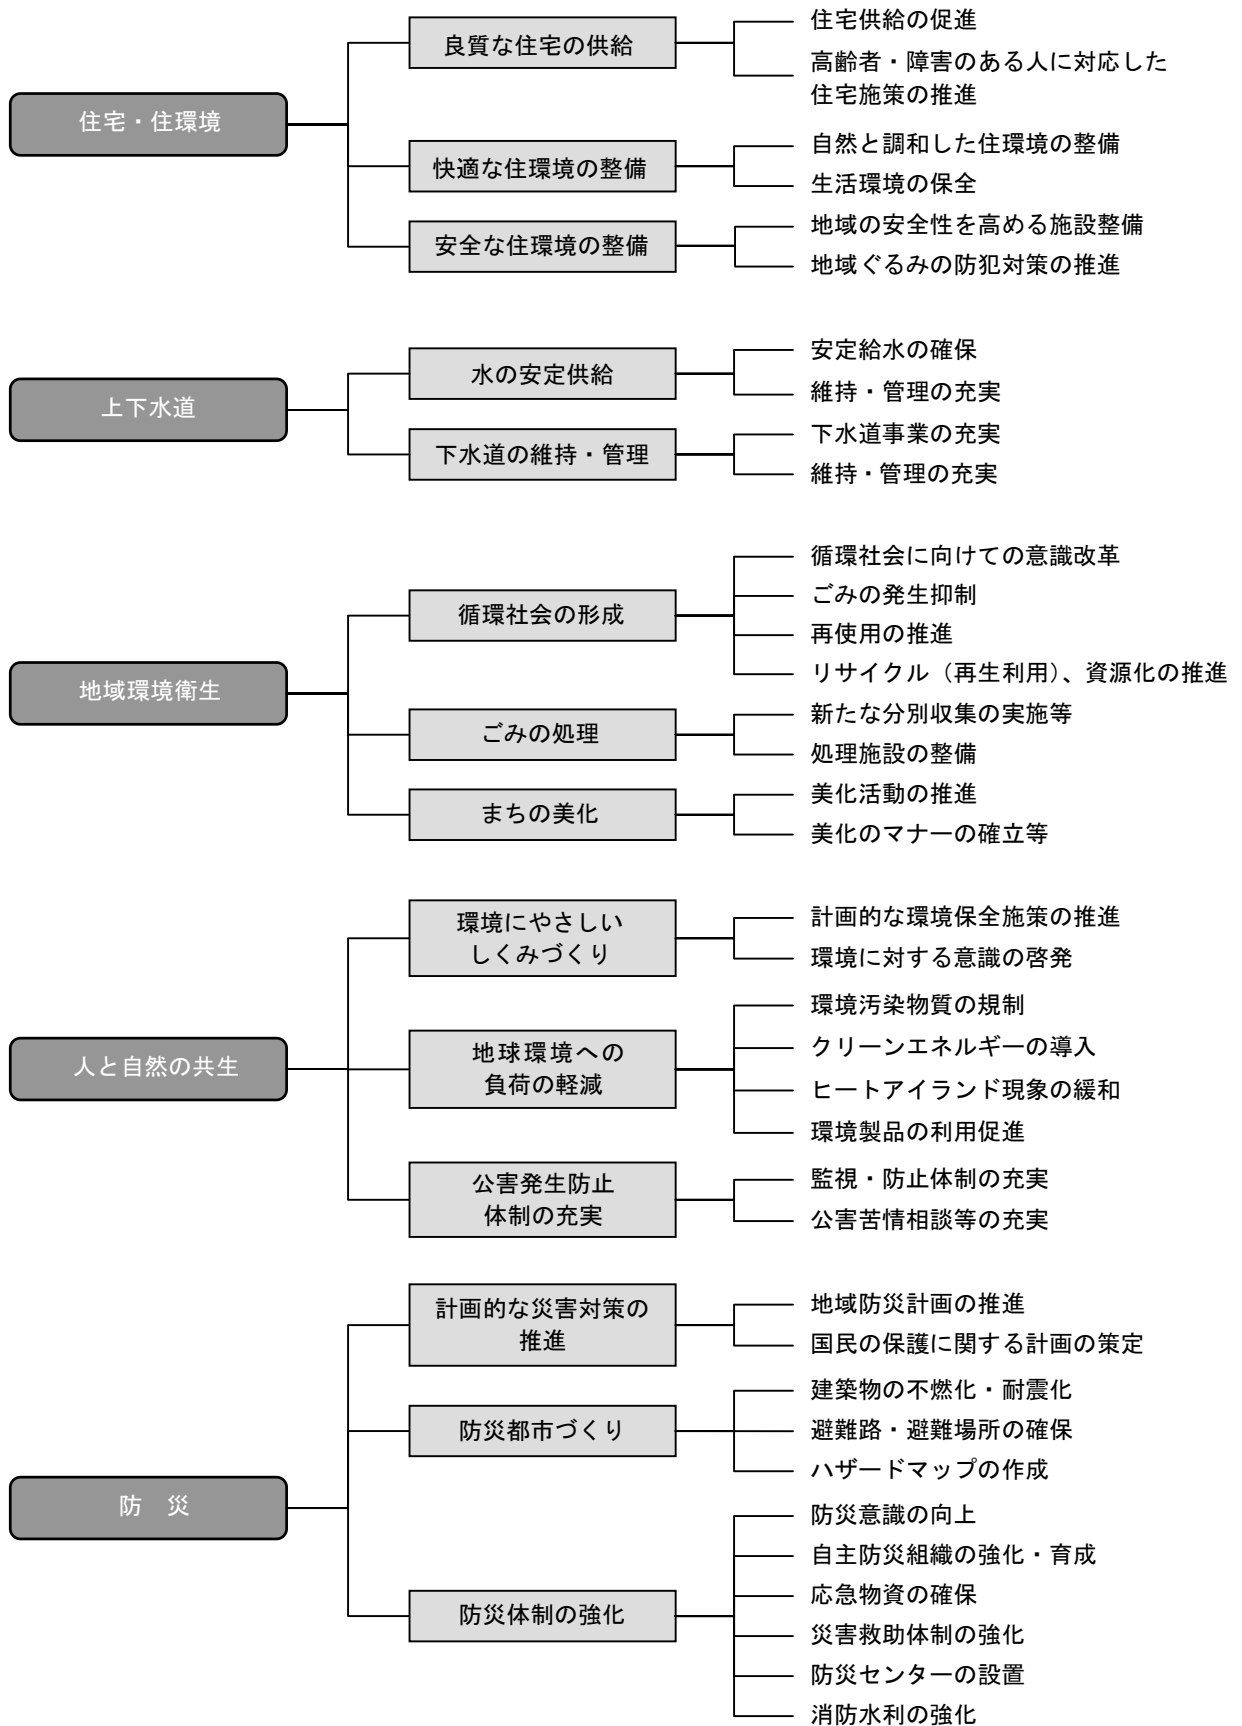 住宅・住環境
良質な住宅の供給
住宅供給の促進
高齢者・障害のある人に対応した
住宅施策の推進
快適な住環境の整備
自然と調和した住環境の整備
生活環境の保全
安全な住環境の整備
地域の安全性を高める施設整備
地域ぐるみの防犯対策の推進
上下水道
水の安定供給
安定給水の確保
維持・管理の充実
下水道の維持・管理
下水道事業の充実
維持・管理の充実
地域環境衛生
循環社会の形成
循環社会に向けての意識改革
ごみの発生抑制
再使用の推進
リサイクル（再生利用）、資源化の推進
ごみの処理
新たな分別収集の実施等
処理施設の整備
まちの美化
美化活動の推進
美化のマナーの確立等
人と自然の共生
環境にやさしい
しくみづくり
計画的な環境保全施策の推進
環境に対する意識の啓発
地球環境への
負荷の軽減
環境汚染物質の規制
クリーンエネルギーの導入
ヒートアイランド現象の緩和
環境製品の利用促進
公害発生防止
体制の充実
監視・防止体制の充実
公害苦情相談等の充実
防　災
計画的な災害対策の
推進
地域防災計画の推進
国民の保護に関する計画の策定
防災都市づくり
建築物の不燃化・耐震化
避難路・避難場所の確保
ハザードマップの作成
防災体制の強化
防災意識の向上
自主防災組織の強化・育成
応急物資の確保
災害救助体制の強化
防災センターの設置
消防水利の強化